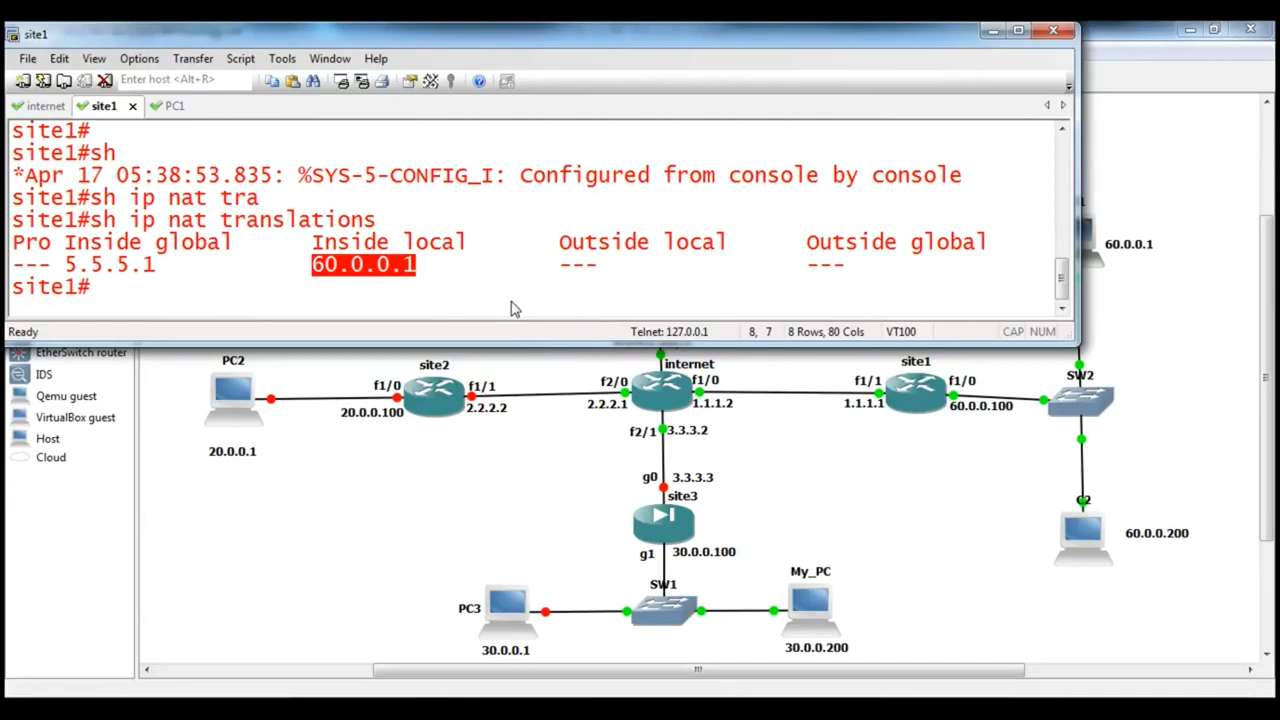 site1
File Edit View Options Transfer Script Tools Window Help
Enter host <Alt+R>
internet site1 PC1
site1#
site1#sh
*Apr 17 05:38:53.835: %SYS-5-CONFIG_I: Configured from console by console
site1#sh ip nat tra
site1#sh ip nat translations
Pro Inside global Inside local Outside local Outside global
--- 5.5.5.1 60.0.0.1 --- ---
site1#
Ready Telnet: 127.0.0.1 8, 7 8 Rows, 80 Cols VT100 CAP NUM
60.0.0.1
EtherSwitch router
IDS
Qemu guest
VirtualBox guest
Host
Cloud
PC2
20.0.0.1
site2
f1/0
20.0.0.100
f1/1
2.2.2.2
internet
f2/0
2.2.2.1
f1/0
1.1.1.2
f2/1
3.3.3.2
site1
f1/1
1.1.1.1
f1/0
60.0.0.100
SW2
C2
60.0.0.200
g0
3.3.3.3
site3
g1
30.0.0.100
SW1
PC3
30.0.0.1
My_PC
30.0.0.200